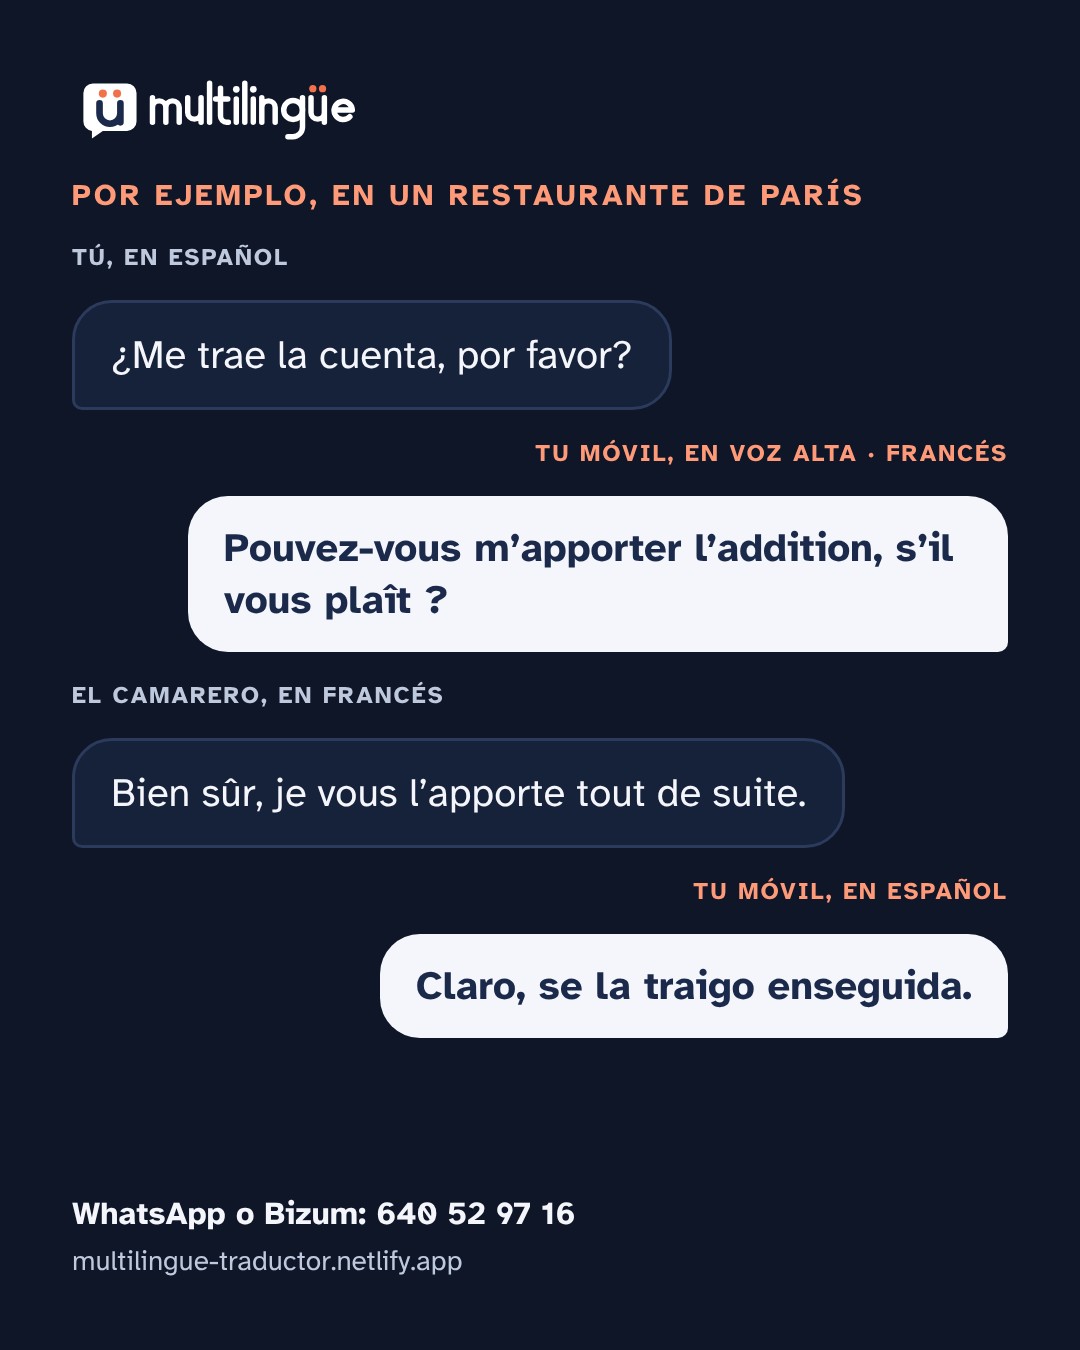 ü multilingüe
POR EJEMPLO, EN UN RESTAURANTE DE PARÍS
TÚ, EN ESPAÑOL
¿Me trae la cuenta, por favor?
TU MÓVIL, EN VOZ ALTA · FRANCÉS
Pouvez-vous m’apporter l’addition, s’il
vous plaît ?
EL CAMARERO, EN FRANCÉS
Bien sûr, je vous l’apporte tout de suite.
TU MÓVIL, EN ESPAÑOL
Claro, se la traigo enseguida.
WhatsApp o Bizum: 640 52 97 16
multilingue-traductor.netlify.app